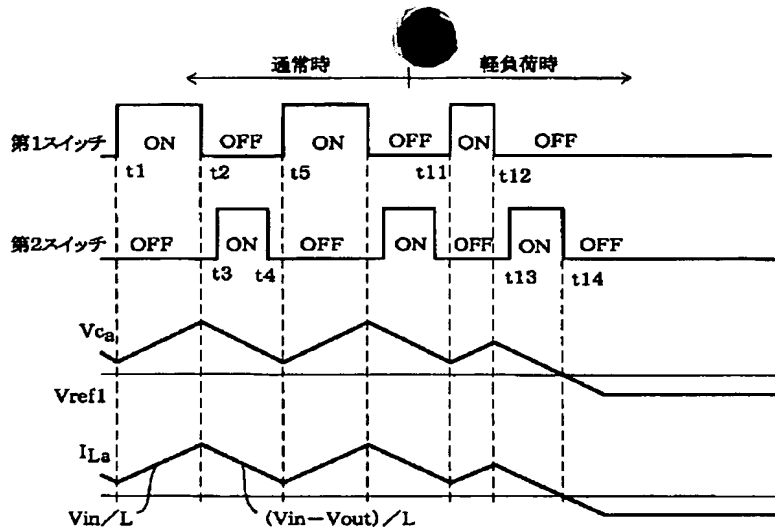 通常時 軽負荷時
第1スイッチ ON OFF ON OFF ON OFF
t1 t2 t5 t11 t12
第2スイッチ OFF ON OFF ON OFF ON OFF
t3 t4 t13 t14
Vca
Vref1
ILa
Vin/L (Vin−Vout)/L